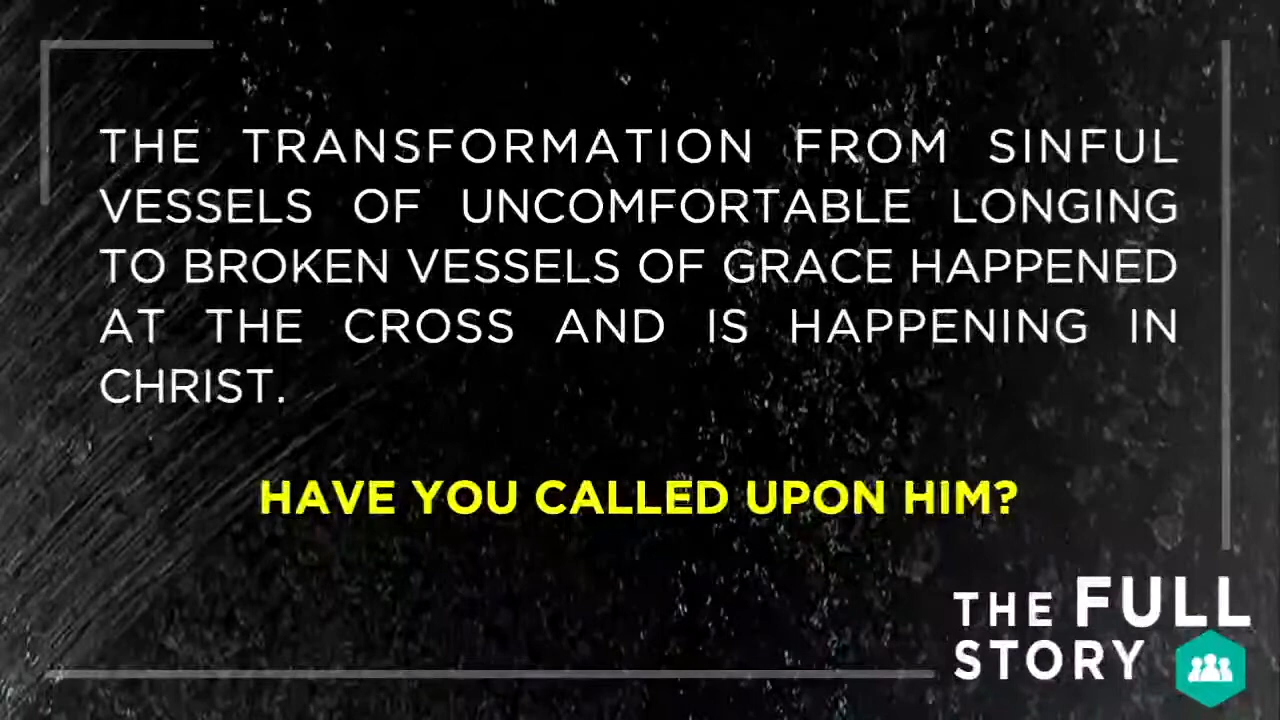 THE TRANSFORMATION FROM SINFUL
VESSELS OF UNCOMFORTABLE LONGING
TO BROKEN VESSELS OF GRACE HAPPENED
AT THE CROSS AND IS HAPPENING IN
CHRIST.
HAVE YOU CALLED UPON HIM?
THE FULL
STORY